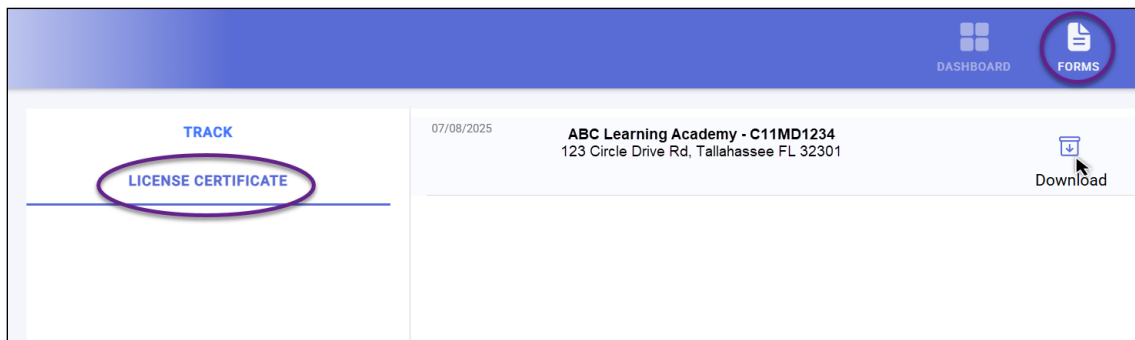 DASHBOARD
FORMS
TRACK
LICENSE CERTIFICATE
07/08/2025
ABC Learning Academy - C11MD1234
123 Circle Drive Rd, Tallahassee FL 32301
Download